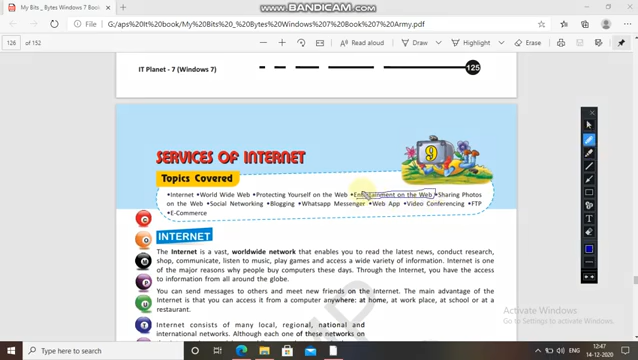 WWW.BANDICAM.COM
My Bits _ Bytes Windows 7 Book
File
G:/aps%20It%20book/My%20Bits%20_%20Bytes%20Windows%207%20Book%207%20Army.pdf
126 of 152
Read aloud
Draw
Highlight
Erase
IT Planet - 7 (Windows 7)
125
SERVICES OF INTERNET
9
Topics Covered
•Internet •World Wide Web •Protecting Yourself on the Web •Entertainment on the Web •Sharing Photos
on the Web •Social Networking •Blogging •Whatsapp Messenger •Web App •Video Conferencing •FTP
•E-Commerce
C
O
M
P
U
T
INTERNET
The Internet is a vast, worldwide network that enables you to read the latest news, conduct research,
shop, communicate, listen to music, play games and access a wide variety of information. Internet is one
of the major reasons why people buy computers these days. Through the Internet, you have the access
to information from all around the globe.
You can send messages to others and meet new friends on the Internet. The main advantage of the
Internet is that you can access it from a computer anywhere: at home, at work place, at school or at a
restaurant.
Internet consists of many local, regional, national and
international networks. Although each one of these networks on
Activate Windows
Go to Settings to activate Windows.
Type here to search
ENG
12:47
14-12-2020